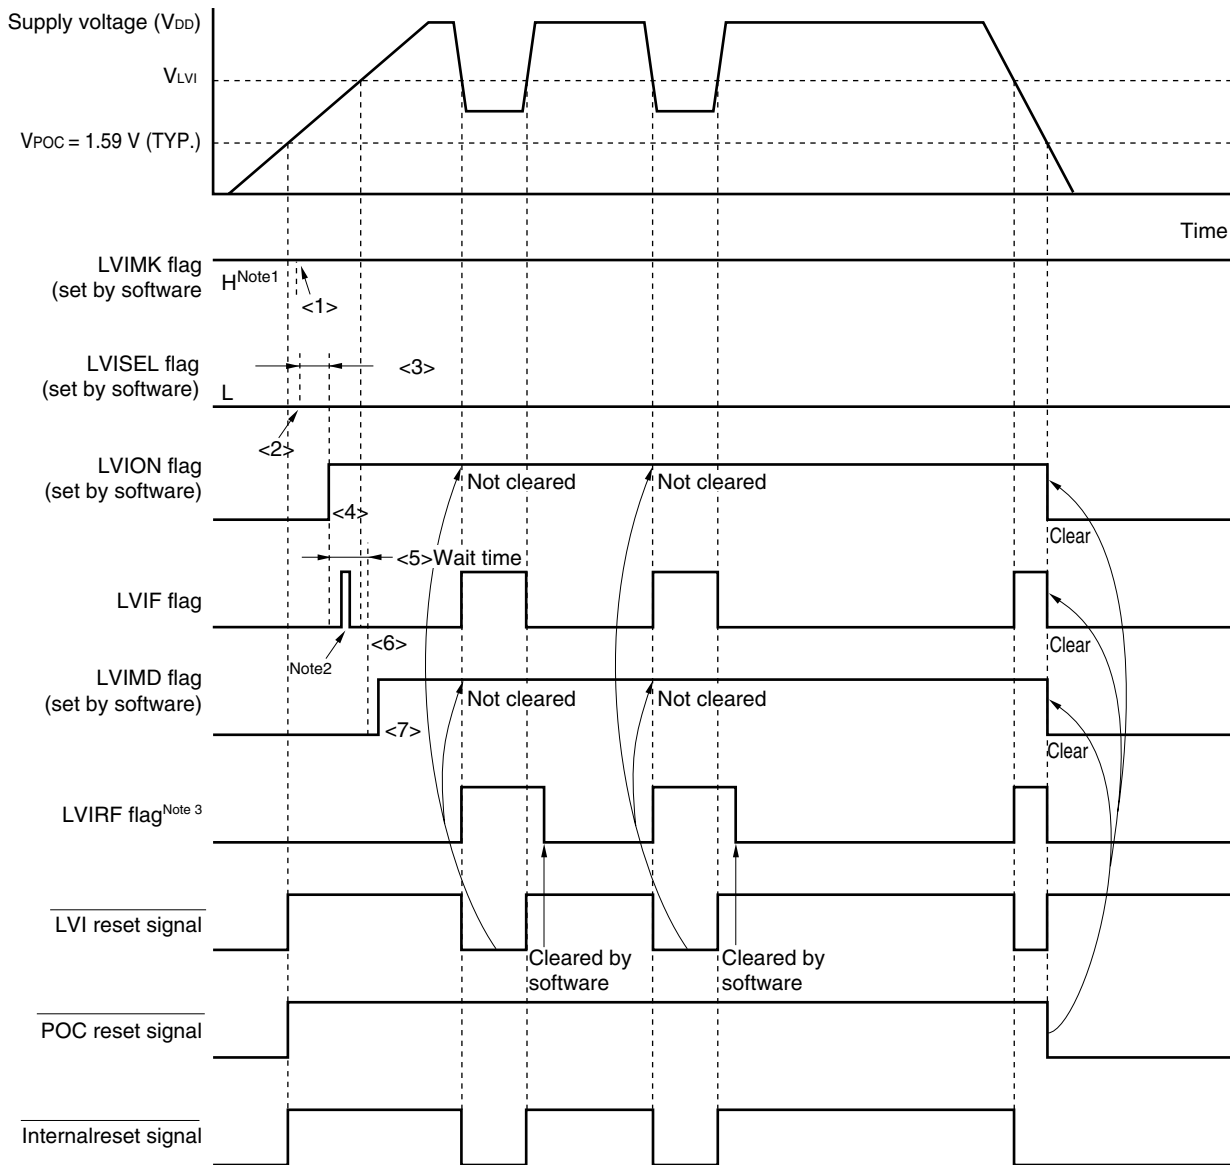 Supply voltage (VDD)
VLVI
VPOC = 1.59 V (TYP.)
Time
LVIMK flag
(set by software
H Note1
<1>
LVISEL flag
(set by software)
<3>
L
<2>
LVION flag
(set by software)
Not cleared
Not cleared
<4>
Clear
<5> Wait time
LVIF flag
Note2
<6>
Clear
LVIMD flag
(set by software)
Not cleared
Not cleared
<7>
Clear
LVIRF flag Note 3
LVI reset signal
Cleared by
software
Cleared by
software
POC reset signal
Internalreset signal